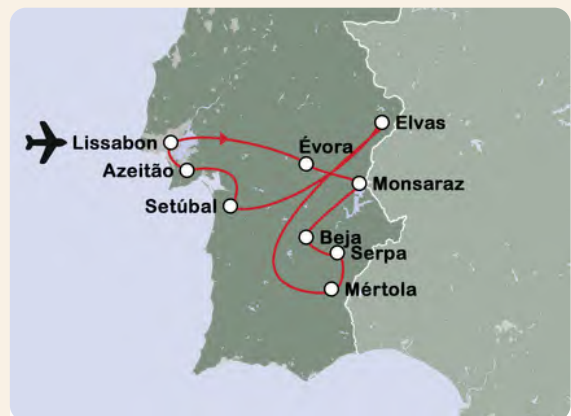 Elvas
Lissabon
Évora
Azeitão
Monsaraz
Setúbal
Beja
Serpa
Mértola